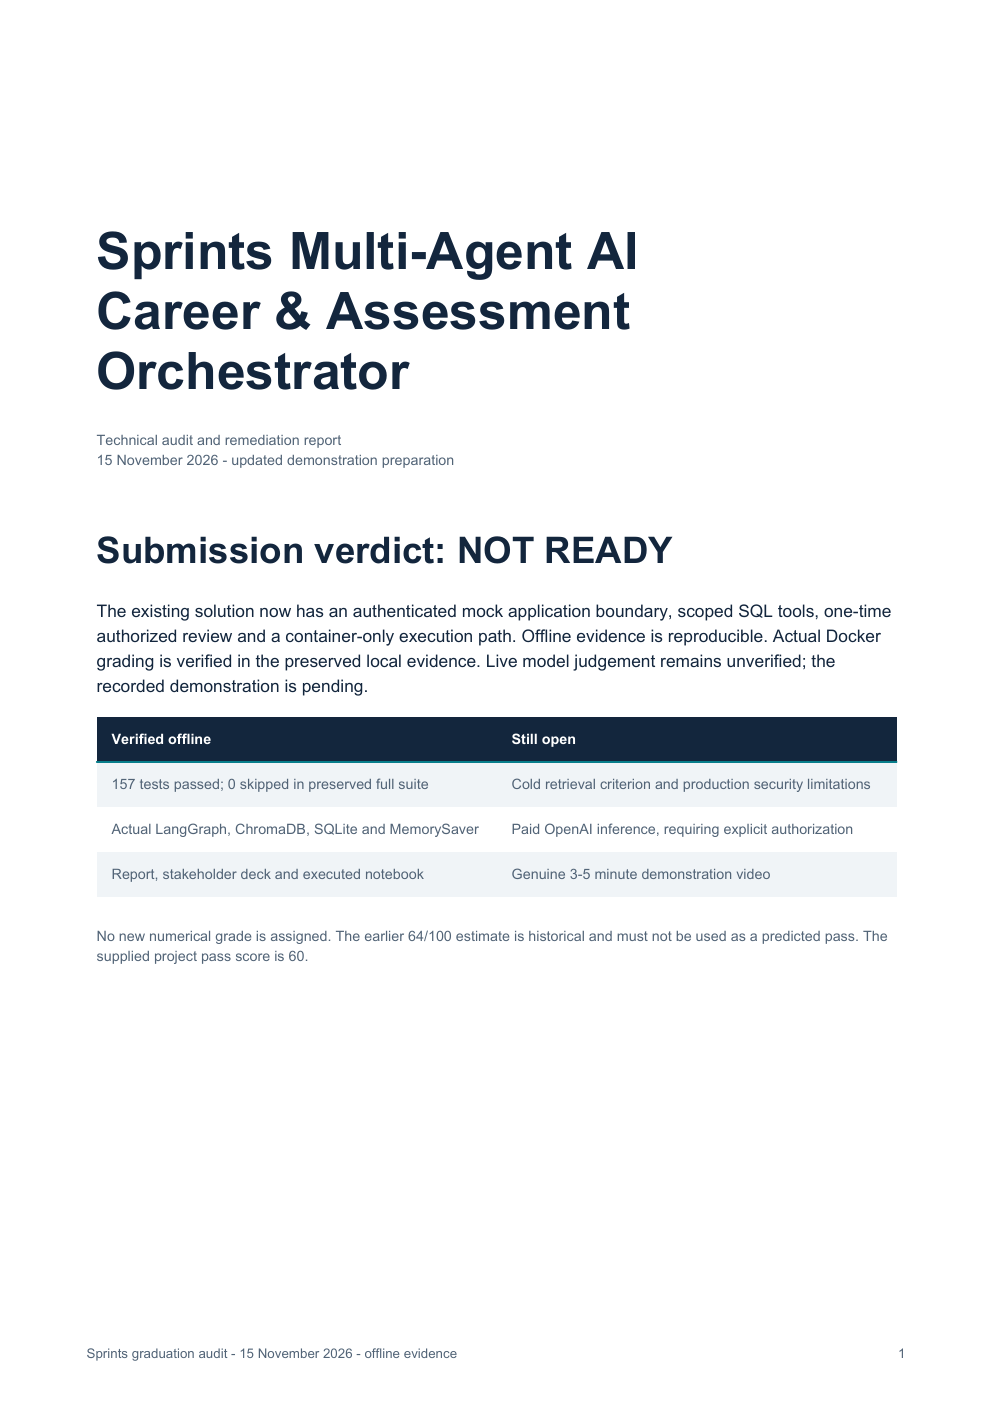 Sprints Multi-Agent AI
Career & Assessment
Orchestrator
Technical audit and remediation report
15 November 2026 - updated demonstration preparation
Submission verdict: NOT READY
The existing solution now has an authenticated mock application boundary, scoped SQL tools, one-time
authorized review and a container-only execution path. Offline evidence is reproducible. Actual Docker
grading is verified in the preserved local evidence. Live model judgement remains unverified; the
recorded demonstration is pending.
Verified offline Still open
157 tests passed; 0 skipped in preserved full suite Cold retrieval criterion and production security limitations
Actual LangGraph, ChromaDB, SQLite and MemorySaver Paid OpenAI inference, requiring explicit authorization
Report, stakeholder deck and executed notebook Genuine 3-5 minute demonstration video
No new numerical grade is assigned. The earlier 64/100 estimate is historical and must not be used as a predicted pass. The
supplied project pass score is 60.
Sprints graduation audit - 15 November 2026 - offline evidence 1